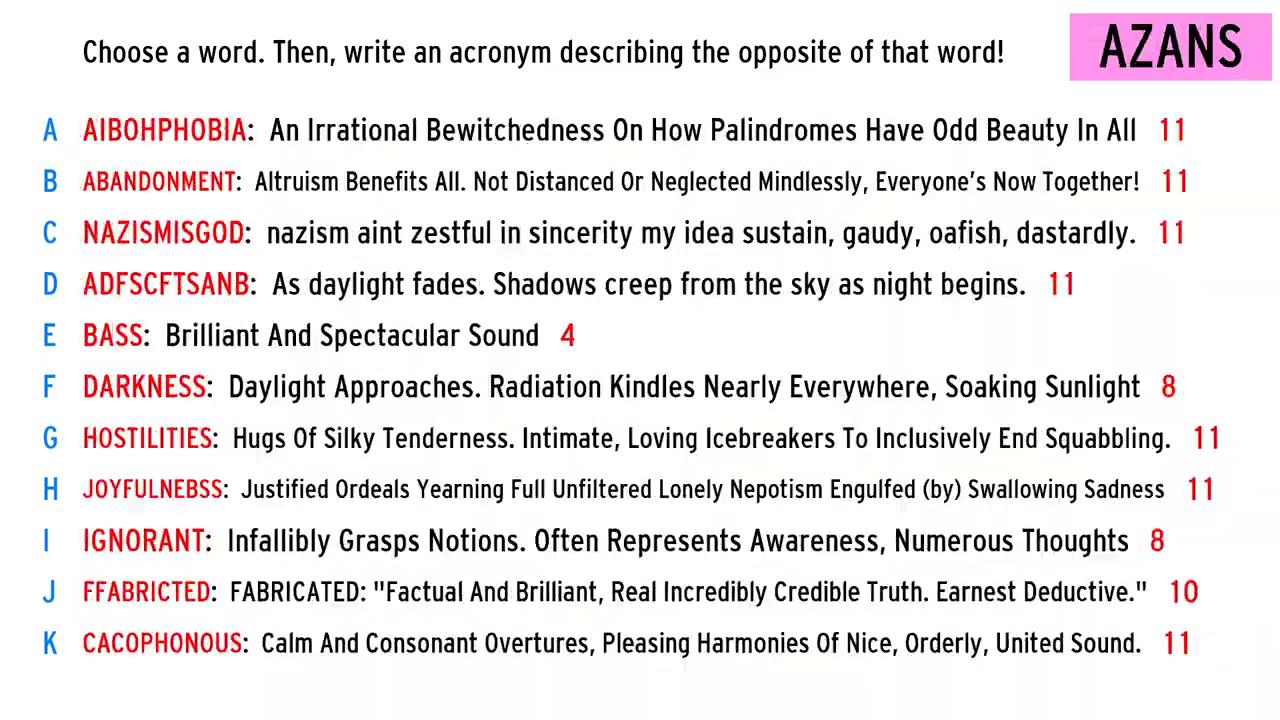 Choose a word. Then, write an acronym describing the opposite of that word!
AZANS
A AIBOHPHOBIA: An Irrational Bewitchedness On How Palindromes Have Odd Beauty In All 11
B ABANDONMENT: Altruism Benefits All. Not Distanced Or Neglected Mindlessly, Everyone's Now Together! 11
C NAZISMISGOD: nazism aint zestful in sincerity my idea sustain, gaudy, oafish, dastardly. 11
D ADFSCFTSANB: As daylight fades. Shadows creep from the sky as night begins. 11
E BASS: Brilliant And Spectacular Sound 4
F DARKNESS: Daylight Approaches. Radiation Kindles Nearly Everywhere, Soaking Sunlight 8
G HOSTILITIES: Hugs Of Silky Tenderness. Intimate, Loving Icebreakers To Inclusively End Squabbling. 11
H JOYFULNEBSS: Justified Ordeals Yearning Full Unfiltered Lonely Nepotism Engulfed (by) Swallowing Sadness 11
I IGNORANT: Infallibly Grasps Notions. Often Represents Awareness, Numerous Thoughts 8
J FFABRICTED: FABRICATED: "Factual And Brilliant, Real Incredibly Credible Truth. Earnest Deductive." 10
K CACOPHONOUS: Calm And Consonant Overtures, Pleasing Harmonies Of Nice, Orderly, United Sound. 11